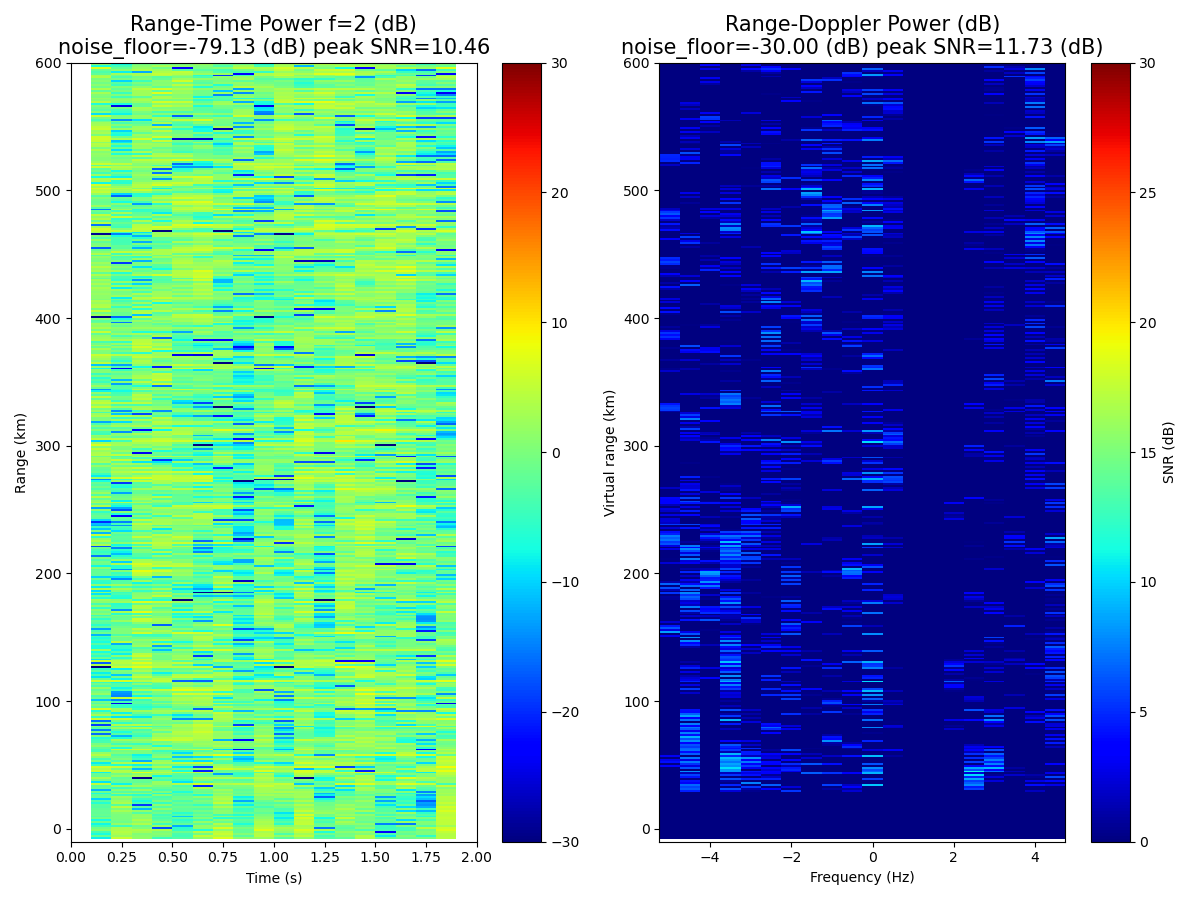 Range-Time Power f=2 (dB)
noise_floor=-79.13 (dB) peak SNR=10.46
600
500
400
300
200
100
0
Range (km)
0.00 0.25 0.50 0.75 1.00 1.25 1.50 1.75 2.00
Time (s)
30
20
10
0
−10
−20
−30
Range-Doppler Power (dB)
noise_floor=-30.00 (dB) peak SNR=11.73 (dB)
600
500
400
300
200
100
0
Virtual range (km)
−4 −2 0 2 4
Frequency (Hz)
30
25
20
15
10
5
0
SNR (dB)